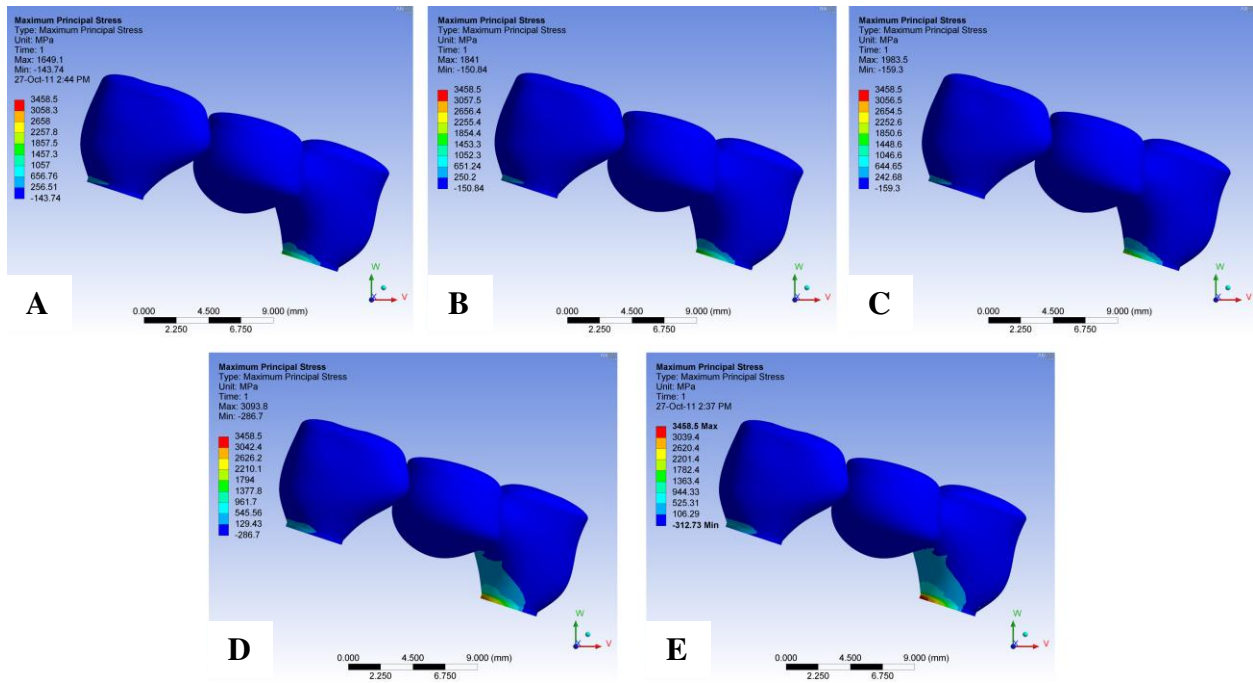 Maximum Principal Stress
Type: Maximum Principal Stress
Unit: MPa
Time: 1
Max: 1649.1
Min: -143.74
27-Oct-11 2:44 PM
3458.5
3058.3
2658
2257.8
1857.5
1457.3
1057
656.76
256.51
-143.74
A
W
X
V
0.000 4.500 9.000 (mm)
2.250 6.750
Maximum Principal Stress
Type: Maximum Principal Stress
Unit: MPa
Time: 1
Max: 1841
Min: -150.84
3458.5
3057.5
2656.4
2255.4
1854.4
1453.3
1052.3
651.24
250.2
-150.84
B
W
X
V
0.000 4.500 9.000 (mm)
2.250 6.750
Maximum Principal Stress
Type: Maximum Principal Stress
Unit: MPa
Time: 1
Max: 1983.5
Min: -159.3
3458.5
3056.5
2654.5
2252.6
1850.6
1448.6
1046.6
644.65
242.68
-159.3
C
W
X
V
0.000 4.500 9.000 (mm)
2.250 6.750
Maximum Principal Stress
Type: Maximum Principal Stress
Unit: MPa
Time: 1
Max: 3093.8
Min: -286.7
3458.5
3042.4
2626.2
2210.1
1794
1377.8
961.7
545.56
129.43
-286.7
D
W
X
V
0.000 4.500 9.000 (mm)
2.250 6.750
Maximum Principal Stress
Type: Maximum Principal Stress
Unit: MPa
Time: 1
27-Oct-11 2:37 PM
3458.5 Max
3039.4
2620.4
2201.4
1782.4
1363.4
944.33
525.31
106.29
-312.73 Min
E
W
X
V
0.000 4.500 9.000 (mm)
2.250 6.750